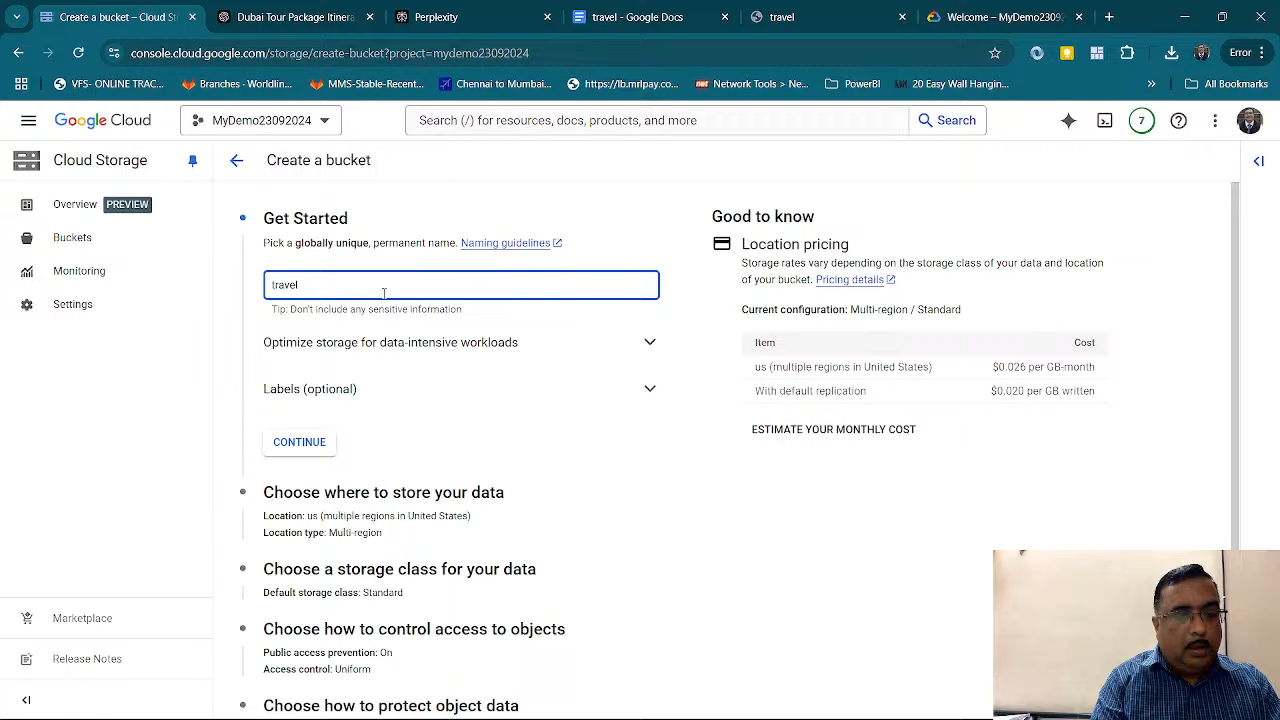 Cloud Storage – Create a bucket – Cloud St
Dubai Tour Package Itinera
Perplexity
travel - Google Docs
travel
Welcome – MyDemo2309
console.cloud.google.com/storage/create-bucket?project=mydemo23092024
Error
VFS- ONLINE TRAC...
Branches · Worldlin...
MMS-Stable-Recent...
Chennai to Mumbai...
https://lb.mrlpay.co...
Network Tools > Ne...
PowerBI
20 Easy Wall Hangin...
»
All Bookmarks
Google Cloud
MyDemo23092024
Search (/) for resources, docs, products, and more
Search
7
Cloud Storage
Create a bucket
Overview
PREVIEW
Buckets
Monitoring
Settings
Marketplace
Release Notes
Get Started
Pick a globally unique, permanent name. Naming guidelines
travel
Tip: Don't include any sensitive information
Optimize storage for data-intensive workloads
Labels (optional)
CONTINUE
Choose where to store your data
Location: us (multiple regions in United States)
Location type: Multi-region
Choose a storage class for your data
Default storage class: Standard
Choose how to control access to objects
Public access prevention: On
Access control: Uniform
Choose how to protect object data
Good to know
Location pricing
Storage rates vary depending on the storage class of your data and location
of your bucket. Pricing details
Current configuration: Multi-region / Standard
Item Cost
us (multiple regions in United States) $0.026 per GB-month
With default replication $0.020 per GB written
ESTIMATE YOUR MONTHLY COST